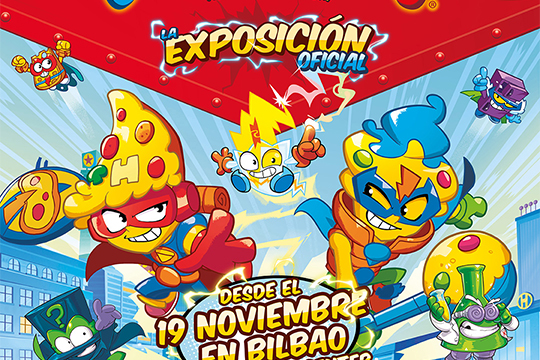 LA
EXPOSICIÓN
OFICIAL
H
DESDE EL
19 NOVIEMBRE
EN BILBAO
?
H